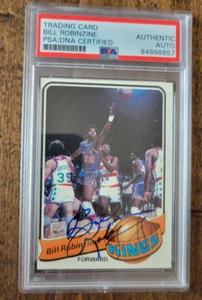 TRADING CARD
BILL ROBINZINE
PSA/DNA CERTIFIED
AUTHENTIC
AUTO
PSA
84866657
Bill Robinzine
KINGS
FORWARD